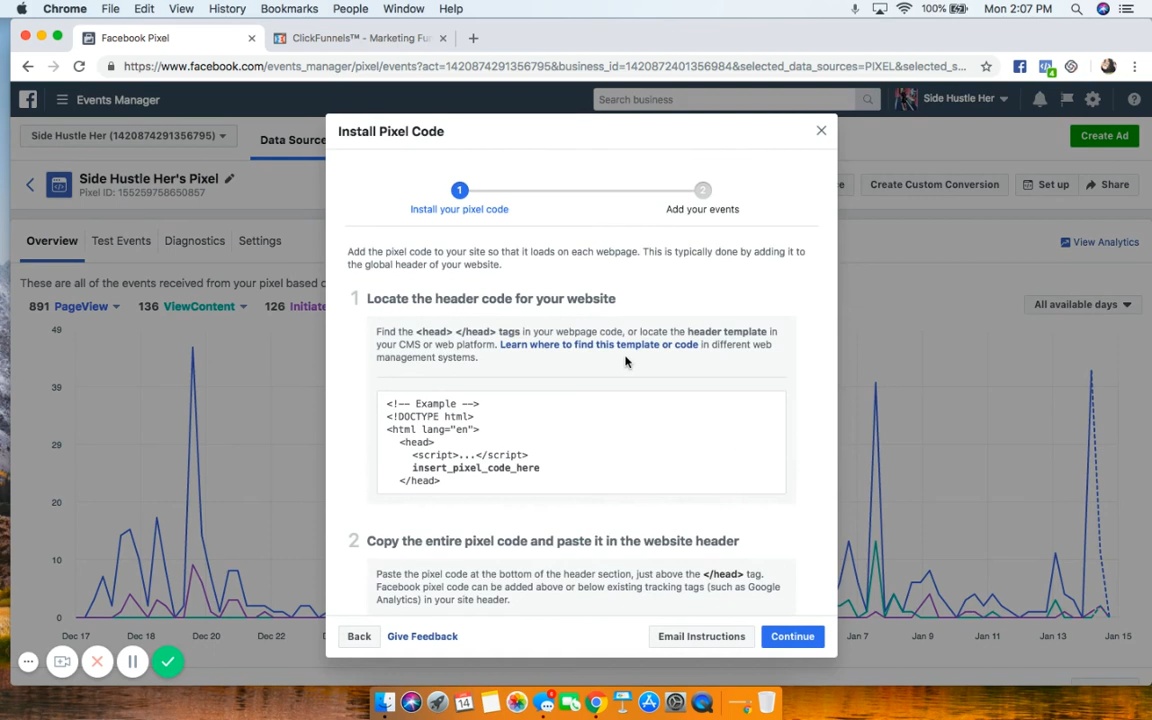 Chrome File Edit View History Bookmarks People Window Help 100% Mon 2:07 PM
Facebook Pixel × ClickFunnels™ - Marketing Fu × +
https://www.facebook.com/events_manager/pixel/events?act=1420874291356795&business_id=1420872401356984&selected_data_sources=PIXEL&selected_s...
4
Events Manager Search business Side Hustle Her
Side Hustle Her (1420874291356795) Data Source Create Ad
Side Hustle Her's Pixel
Pixel ID: 155259758650857
Create Custom Conversion Set up Share
Overview Test Events Diagnostics Settings View Analytics
These are all of the events received from your pixel based
891 PageView 136 ViewContent 126 Initiate All available days
49
39
29
20
10
0
Dec 17 Dec 18 Dec 20 Dec 22 Jan 7 Jan 9 Jan 11 Jan 13 Jan 15
Install Pixel Code ×
1 2
Install your pixel code Add your events
Add the pixel code to your site so that it loads on each webpage. This is typically done by adding it to
the global header of your website.
1 Locate the header code for your website
Find the <head> </head> tags in your webpage code, or locate the header template in
your CMS or web platform. Learn where to find this template or code in different web
management systems.
<!-- Example -->
<!DOCTYPE html>
<html lang="en">
<head>
<script>...</script>
insert_pixel_code_here
</head>
2 Copy the entire pixel code and paste it in the website header
Paste the pixel code at the bottom of the header section, just above the </head> tag.
Facebook pixel code can be added above or below existing tracking tags (such as Google
Analytics) in your site header.
Back Give Feedback Email Instructions Continue